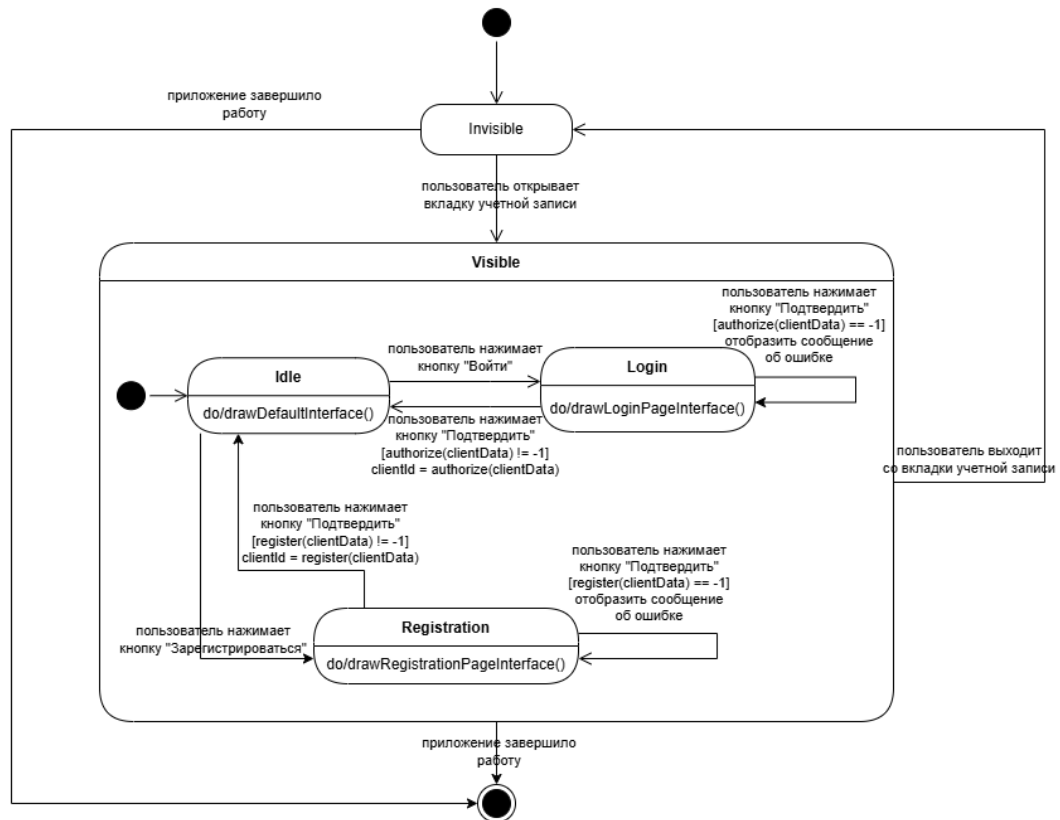 приложение завершило
работу
Invisible
пользователь открывает
вкладку учетной записи
Visible
пользователь нажимает
кнопку "Подтвердить"
[authorize(clientData) == -1]
отобразить сообщение
об ошибке
пользователь нажимает
кнопку "Войти"
Idle
do/drawDefaultInterface()
Login
do/drawLoginPageInterface()
пользователь нажимает
кнопку "Подтвердить"
[authorize(clientData) != -1]
clientId = authorize(clientData)
пользователь выходит
со вкладки учетной записи
пользователь нажимает
кнопку "Подтвердить"
[register(clientData) != -1]
clientId = register(clientData)
пользователь нажимает
кнопку "Подтвердить"
[register(clientData) == -1]
отобразить сообщение
об ошибке
пользователь нажимает
кнопку "Зарегистрироваться"
Registration
do/drawRegistrationPageInterface()
приложение завершило
работу